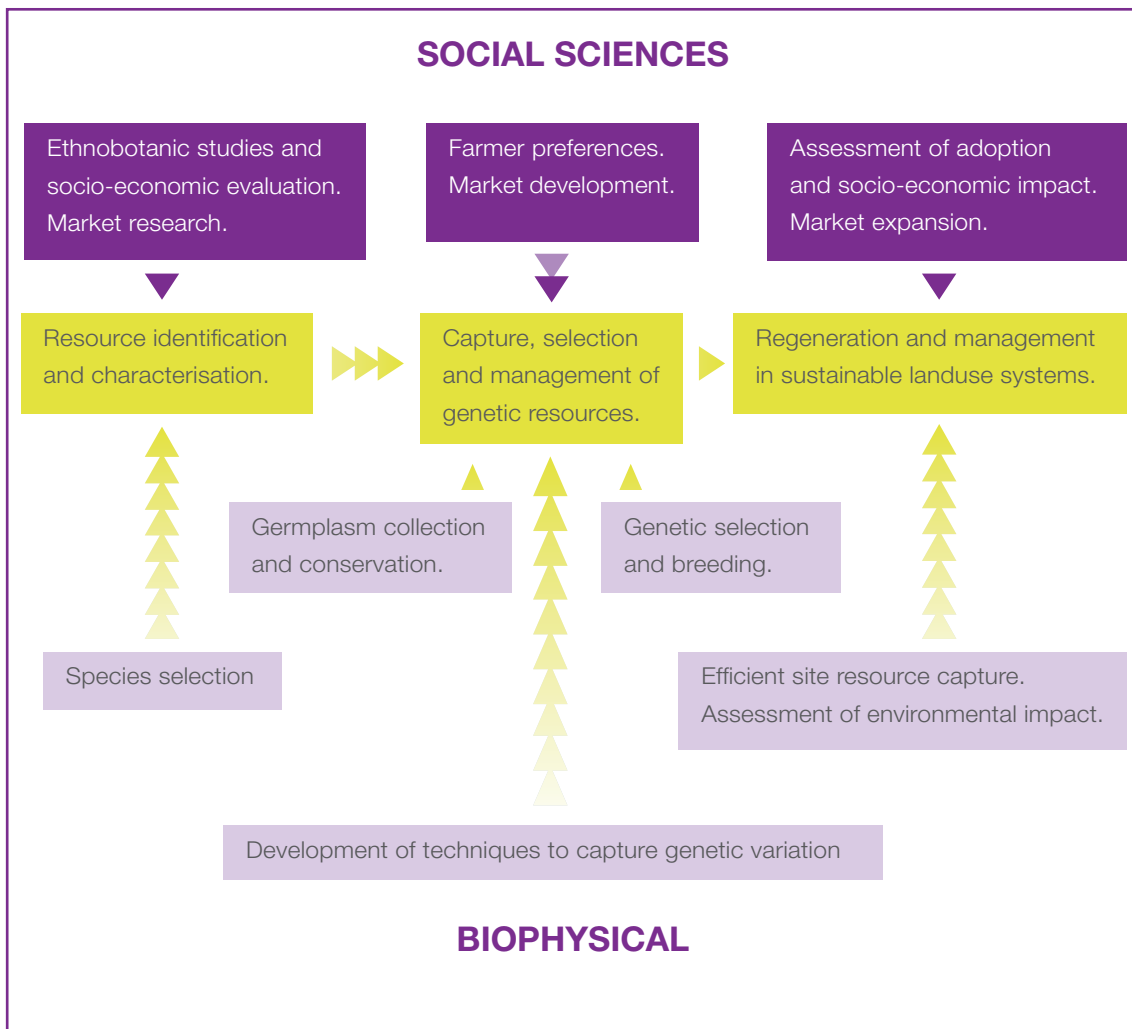 SOCIAL SCIENCES
Ethnobotanic studies and
socio-economic evaluation.
Market research.
Farmer preferences.
Market development.
Assessment of adoption
and socio-economic impact.
Market expansion.
Resource identification
and characterisation.
Capture, selection
and management of
genetic resources.
Regeneration and management
in sustainable landuse systems.
Germplasm collection
and conservation.
Genetic selection
and breeding.
Species selection
Efficient site resource capture.
Assessment of environmental impact.
Development of techniques to capture genetic variation
BIOPHYSICAL